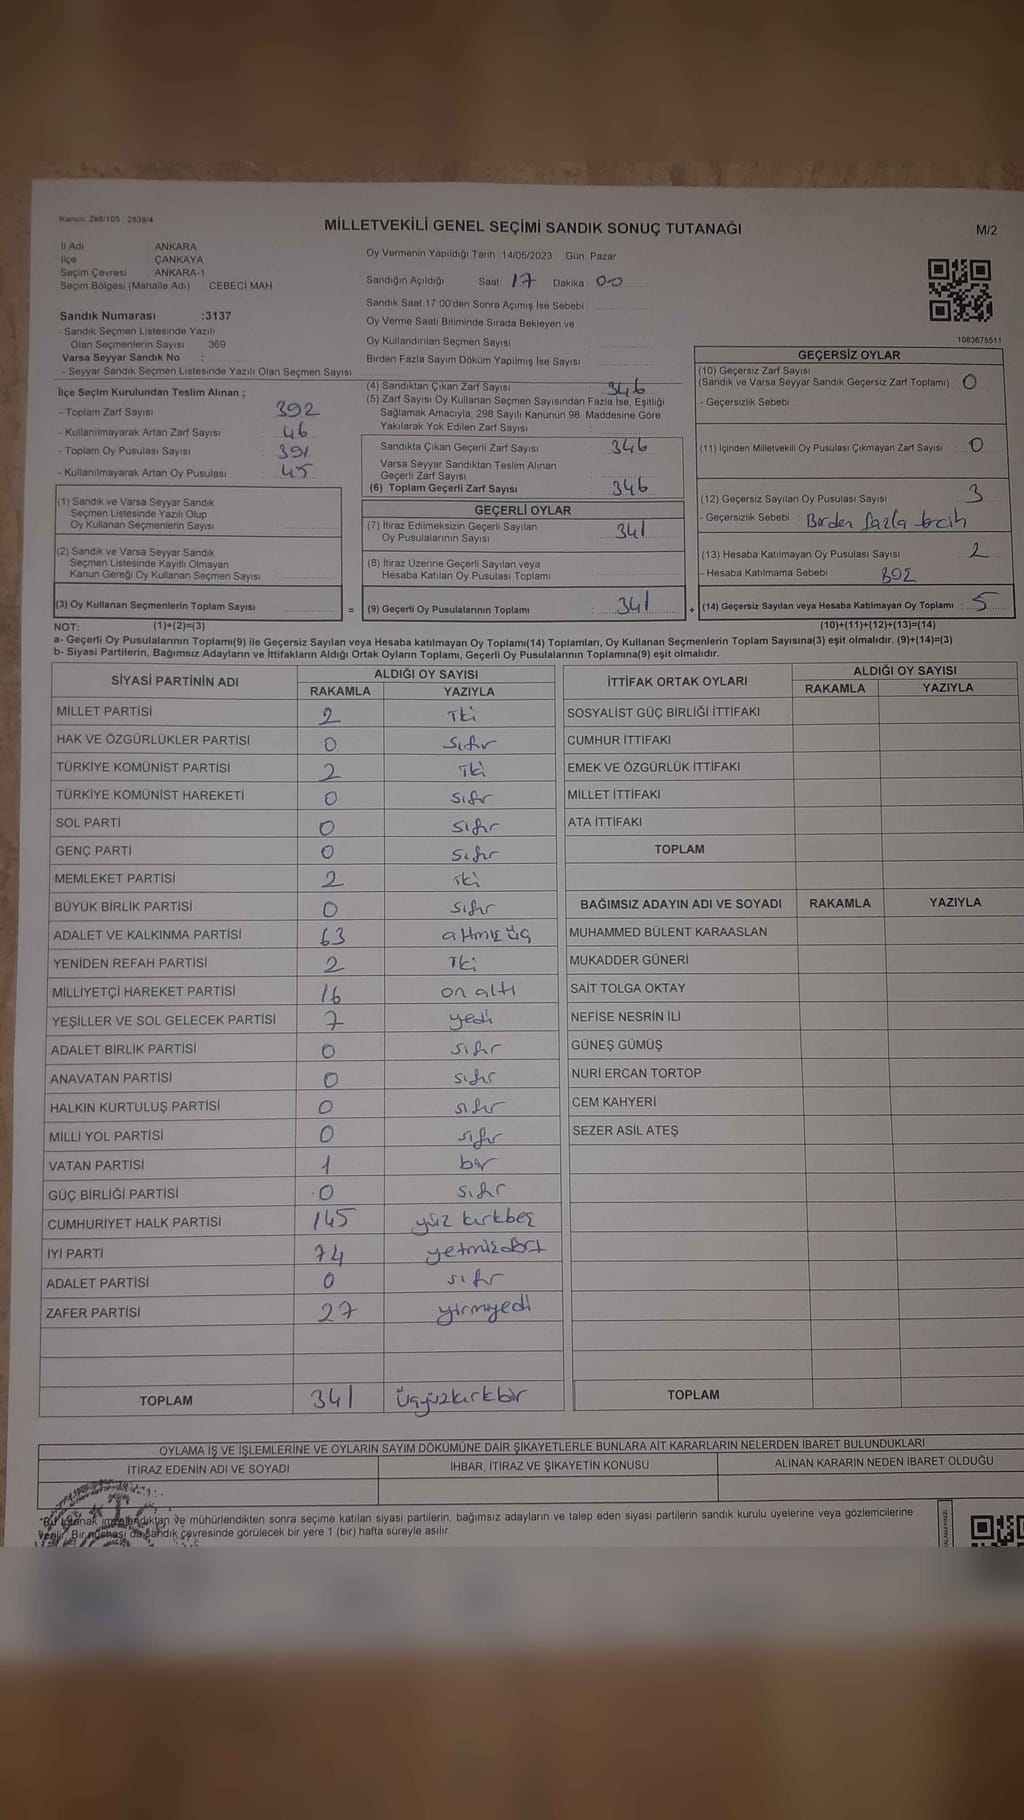 Kanun: 298/105 ; 2839/4
MİLLETVEKİLİ GENEL SEÇİMİ SANDIK SONUÇ TUTANAĞI
M/2
İl Adı : ANKARA
İlçe : ÇANKAYA
Seçim Çevresi : ANKARA-1
Seçim Bölgesi (Mahalle Adı) CEBECİ MAH.
Sandık Numarası :3137
- Sandık Seçmen Listesinde Yazılı
Olan Seçmenlerin Sayısı : 369
Varsa Seyyar Sandık No :
- Seyyar Sandık Seçmen Listesinde Yazılı Olan Seçmen Sayısı :
Oy Vermenin Yapıldığı Tarih :14/05/2023 Gün: Pazar
Sandığın Açıldığı Saat: 17 Dakika : 00
Sandık Saat 17:00'den Sonra Açımış İse Sebebi :
Oy Verme Saati Bitiminde Sırada Bekleyen ve
Oy Kullandırılan Seçmen Sayısı :
Birden Fazla Sayım Döküm Yapılmış İse Sayısı :
1083675511
İlçe Seçim Kurulundan Teslim Alınan ;
- Toplam Zarf Sayısı : 392
- Kullanılmayarak Artan Zarf Sayısı : 46
- Toplam Oy Pusulası Sayısı : 391
- Kullanılmayarak Artan Oy Pusulası : 45
(1) Sandık ve Varsa Seyyar Sandık
Seçmen Listesinde Yazılı Olup
Oy Kullanan Seçmenlerin Sayısı :
(2) Sandık ve Varsa Seyyar Sandık
Seçmen Listesinde Kayıtlı Olmayan
Kanun Gereği Oy Kullanan Seçmen Sayısı :
(3) Oy Kullanan Seçmenlerin Toplam Sayısı :
(4) Sandıktan Çıkan Zarf Sayısı : 346
(5) Zarf Sayısı Oy Kullanan Seçmen Sayısından Fazla İse, Eşitliği
Sağlamak Amacıyla; 298 Sayılı Kanunun 98. Maddesine Göre
Yakılarak Yok Edilen Zarf Sayısı :
Sandıkta Çıkan Geçerli Zarf Sayısı : 346
Varsa Seyyar Sandıktan Teslim Alınan
Geçerli Zarf Sayısı :
(6) Toplam Geçerli Zarf Sayısı : 346
GEÇERLİ OYLAR
(7) İtiraz Edilmeksizin Geçerli Sayılan
Oy Pusulalarının Sayısı : 341
(8) İtiraz Üzerine Geçerli Sayılan veya
Hesaba Katılan Oy Pusulası Toplamı :
= (9) Geçerli Oy Pusulalarının Toplamı : 341 +
GEÇERSİZ OYLAR
(10) Geçersiz Zarf Sayısı
(Sandık ve Varsa Seyyar Sandık Geçersiz Zarf Toplamı) : 0
- Geçersizlik Sebebi :
(11) İçinden Milletvekili Oy Pusulası Çıkmayan Zarf Sayısı : 0
(12) Geçersiz Sayılan Oy Pusulası Sayısı : 3
- Geçersizlik Sebebi : Birden fazla tercih
(13) Hesaba Katılmayan Oy Pusulası Sayısı : 2
- Hesaba Katılmama Sebebi :
(14) Geçersiz Sayılan veya Hesaba Katılmayan Oy Toplamı : 5
NOT: (1)+(2)=(3) (10)+(11)+(12)+(13)=(14)
a- Geçerli Oy Pusulalarının Toplamı(9) ile Geçersiz Sayılan veya Hesaba katılmayan Oy Toplamı(14) Toplamları, Oy Kullanan Seçmenlerin Toplam Sayısına(3) eşit olmalıdır. (9)+(14)=(3)
b- Siyasi Partilerin, Bağımsız Adayların ve İttifakların Aldığı Ortak Oyların Toplamı, Geçerli Oy Pusulalarının Toplamına(9) eşit olmalıdır.
SİYASİ PARTİNİN ADI ALDIĞI OY SAYISI
RAKAMLA YAZIYLA
MİLLET PARTİSİ 2 iki
HAK VE ÖZGÜRLÜKLER PARTİSİ 0 sıfır
TÜRKİYE KOMÜNİST PARTİSİ 2 iki
TÜRKİYE KOMÜNİST HAREKETİ 0 sıfır
SOL PARTİ 0 sıfır
GENÇ PARTİ 0 sıfır
MEMLEKET PARTİSİ 2 iki
BÜYÜK BİRLİK PARTİSİ 0 sıfır
ADALET VE KALKINMA PARTİSİ 63 altmış üç
YENİDEN REFAH PARTİSİ 2 iki
MİLLİYETÇİ HAREKET PARTİSİ 16 on altı
YEŞİLLER VE SOL GELECEK PARTİSİ 7 yedi
ADALET BİRLİK PARTİSİ 0 sıfır
ANAVATAN PARTİSİ 0 sıfır
HALKIN KURTULUŞ PARTİSİ 0 sıfır
MİLLİ YOL PARTİSİ 0 sıfır
VATAN PARTİSİ 1 bir
GÜÇ BİRLİĞİ PARTİSİ 0 sıfır
CUMHURİYET HALK PARTİSİ 145 yüz kırkbeş
İYİ PARTİ 74 yetmişdört
ADALET PARTİSİ 0 sıfır
ZAFER PARTİSİ 27 yirmiyedi
TOPLAM 341 üçyüzkırkbir
İTTİFAK ORTAK OYLARI ALDIĞI OY SAYISI
RAKAMLA YAZIYLA
SOSYALİST GÜÇ BİRLİĞİ İTTİFAKI
CUMHUR İTTİFAKI
EMEK VE ÖZGÜRLÜK İTTİFAKI
MİLLET İTTİFAKI
ATA İTTİFAKI
TOPLAM
BAĞIMSIZ ADAYIN ADI VE SOYADI RAKAMLA YAZIYLA
MUHAMMED BÜLENT KARAASLAN
MUKADDER GÜNERİ
SAİT TOLGA OKTAY
NEFİSE NESRİN İLİ
GÜNEŞ GÜMÜŞ
NURİ ERCAN TORTOP
CEM KAHYERİ
SEZER ASİL ATEŞ
TOPLAM
OYLAMA İŞ VE İŞLEMLERİNE VE OYLARIN SAYIM DÖKÜMÜNE DAİR ŞİKAYETLERLE BUNLARA AİT KARARLARIN NELERDEN İBARET BULUNDUKLARI
İTİRAZ EDENİN ADI VE SOYADI İHBAR, İTİRAZ VE ŞİKAYETİN KONUSU ALINAN KARARIN NEDEN İBARET OLDUĞU
*Bu tutanak imzalandıktan ve mühürlendikten sonra seçime katılan siyasi partilerin, bağımsız adayların ve talep eden siyasi partilerin sandık kurulu üyelerine veya gözlemcilerine
verilir. Bir nüshası da sandık çevresinde görülecek bir yere 1 (bir) hafta süreyle asılır.